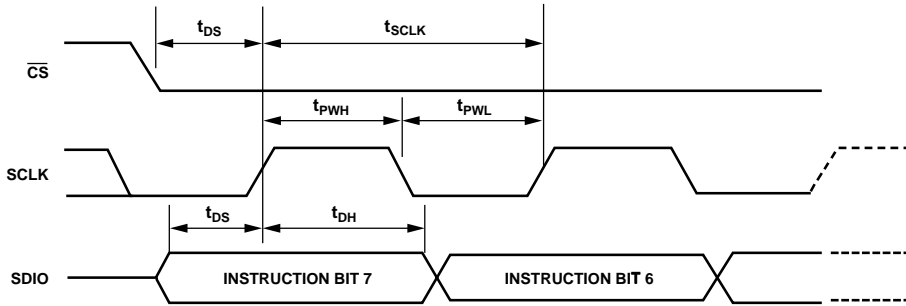 tDS
tSCLK
CS
tPWH
tPWL
SCLK
tDS
tDH
SDIO
INSTRUCTION BIT 7
INSTRUCTION BIT 6